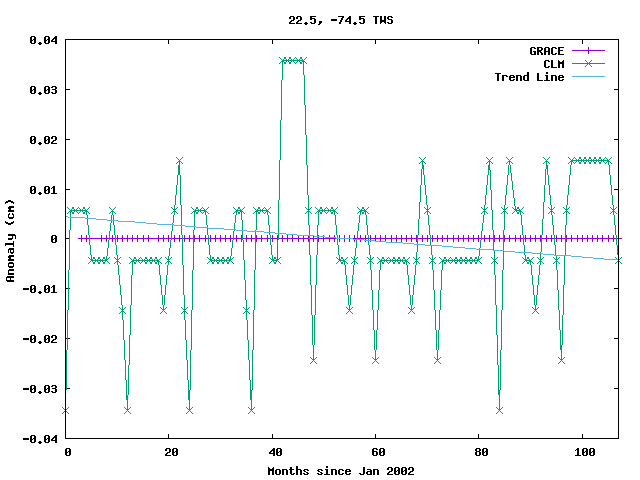 22.5, -74.5 TWS
GRACE
CLM
Trend Line
0.04
0.03
0.02
0.01
0
-0.01
-0.02
-0.03
-0.04
Anomaly (cm)
0 20 40 60 80 100
Months since Jan 2002